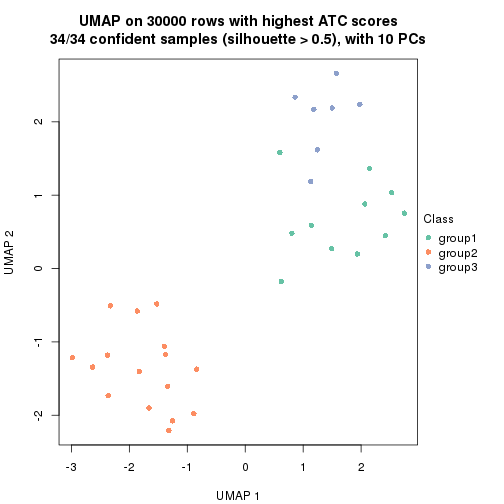 UMAP on 30000 rows with highest ATC scores
34/34 confident samples (silhouette > 0.5), with 10 PCs
2
1
0
-1
-2
UMAP 2
-3
-2
-1
0
1
2
UMAP 1
Class
group1
group2
group3